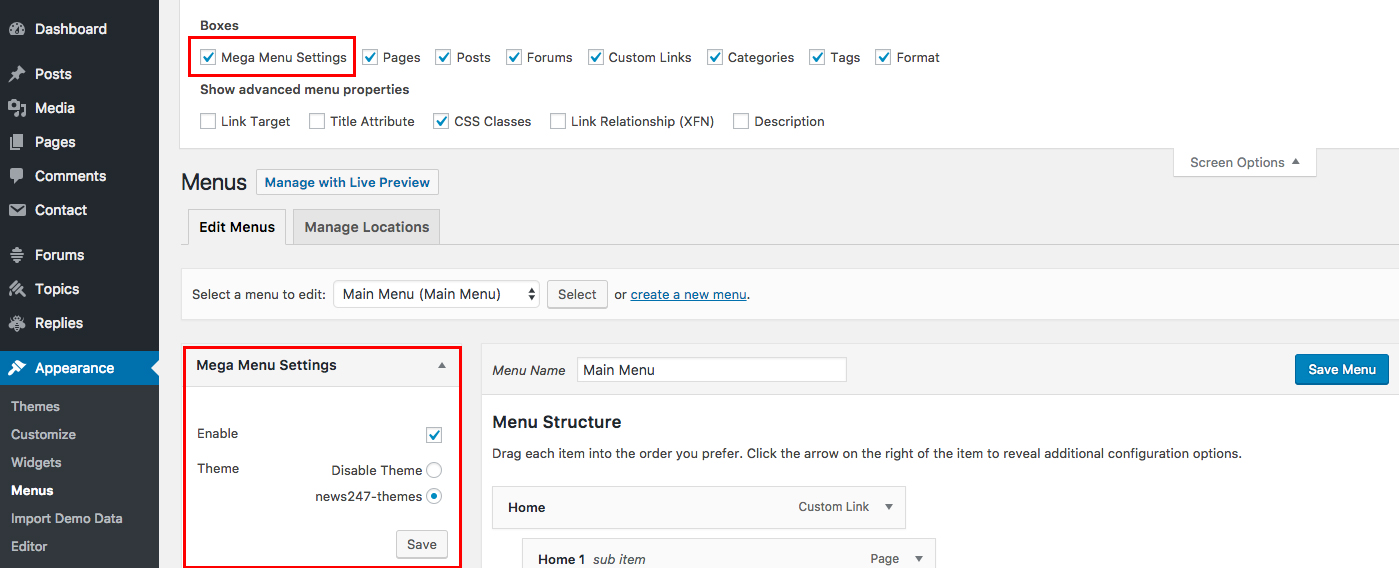 Dashboard
Posts
Media
Pages
Comments
Contact
Forums
Topics
Replies
Appearance
Themes
Customize
Widgets
Menus
Import Demo Data
Editor
Boxes
Mega Menu Settings Pages Posts Forums Custom Links Categories Tags Format
Show advanced menu properties
Link Target Title Attribute CSS Classes Link Relationship (XFN) Description
Screen Options
Menus Manage with Live Preview
Edit Menus Manage Locations
Select a menu to edit: Main Menu (Main Menu) Select or create a new menu.
Mega Menu Settings
Enable
Theme Disable Theme
news247-themes
Save
Menu Name Main Menu Save Menu
Menu Structure
Drag each item into the order you prefer. Click the arrow on the right of the item to reveal additional configuration options.
Home Custom Link
Home 1 sub item Page